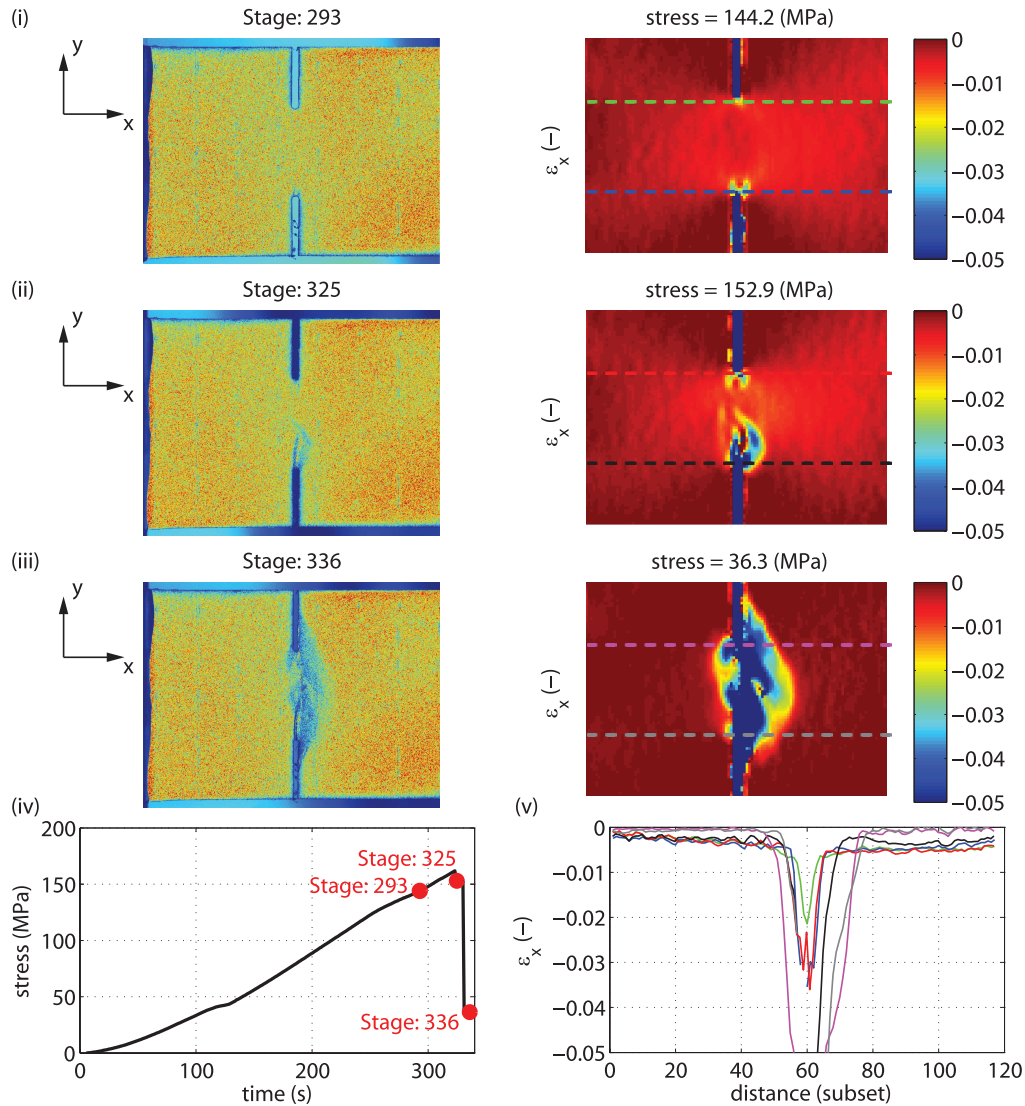 (i)
Stage: 293
stress = 144.2 (MPa)
y
x
εx (−)
0
−0.01
−0.02
−0.03
−0.04
−0.05
(ii)
Stage: 325
stress = 152.9 (MPa)
y
x
εx (−)
0
−0.01
−0.02
−0.03
−0.04
−0.05
(iii)
Stage: 336
stress = 36.3 (MPa)
y
x
εx (−)
0
−0.01
−0.02
−0.03
−0.04
−0.05
(iv)
200
150
100
50
0
stress (MPa)
Stage: 325
Stage: 293
Stage: 336
0 100 200 300
time (s)
(v)
0
−0.01
−0.02
−0.03
−0.04
−0.05
εx (−)
0 20 40 60 80 100 120
distance (subset)